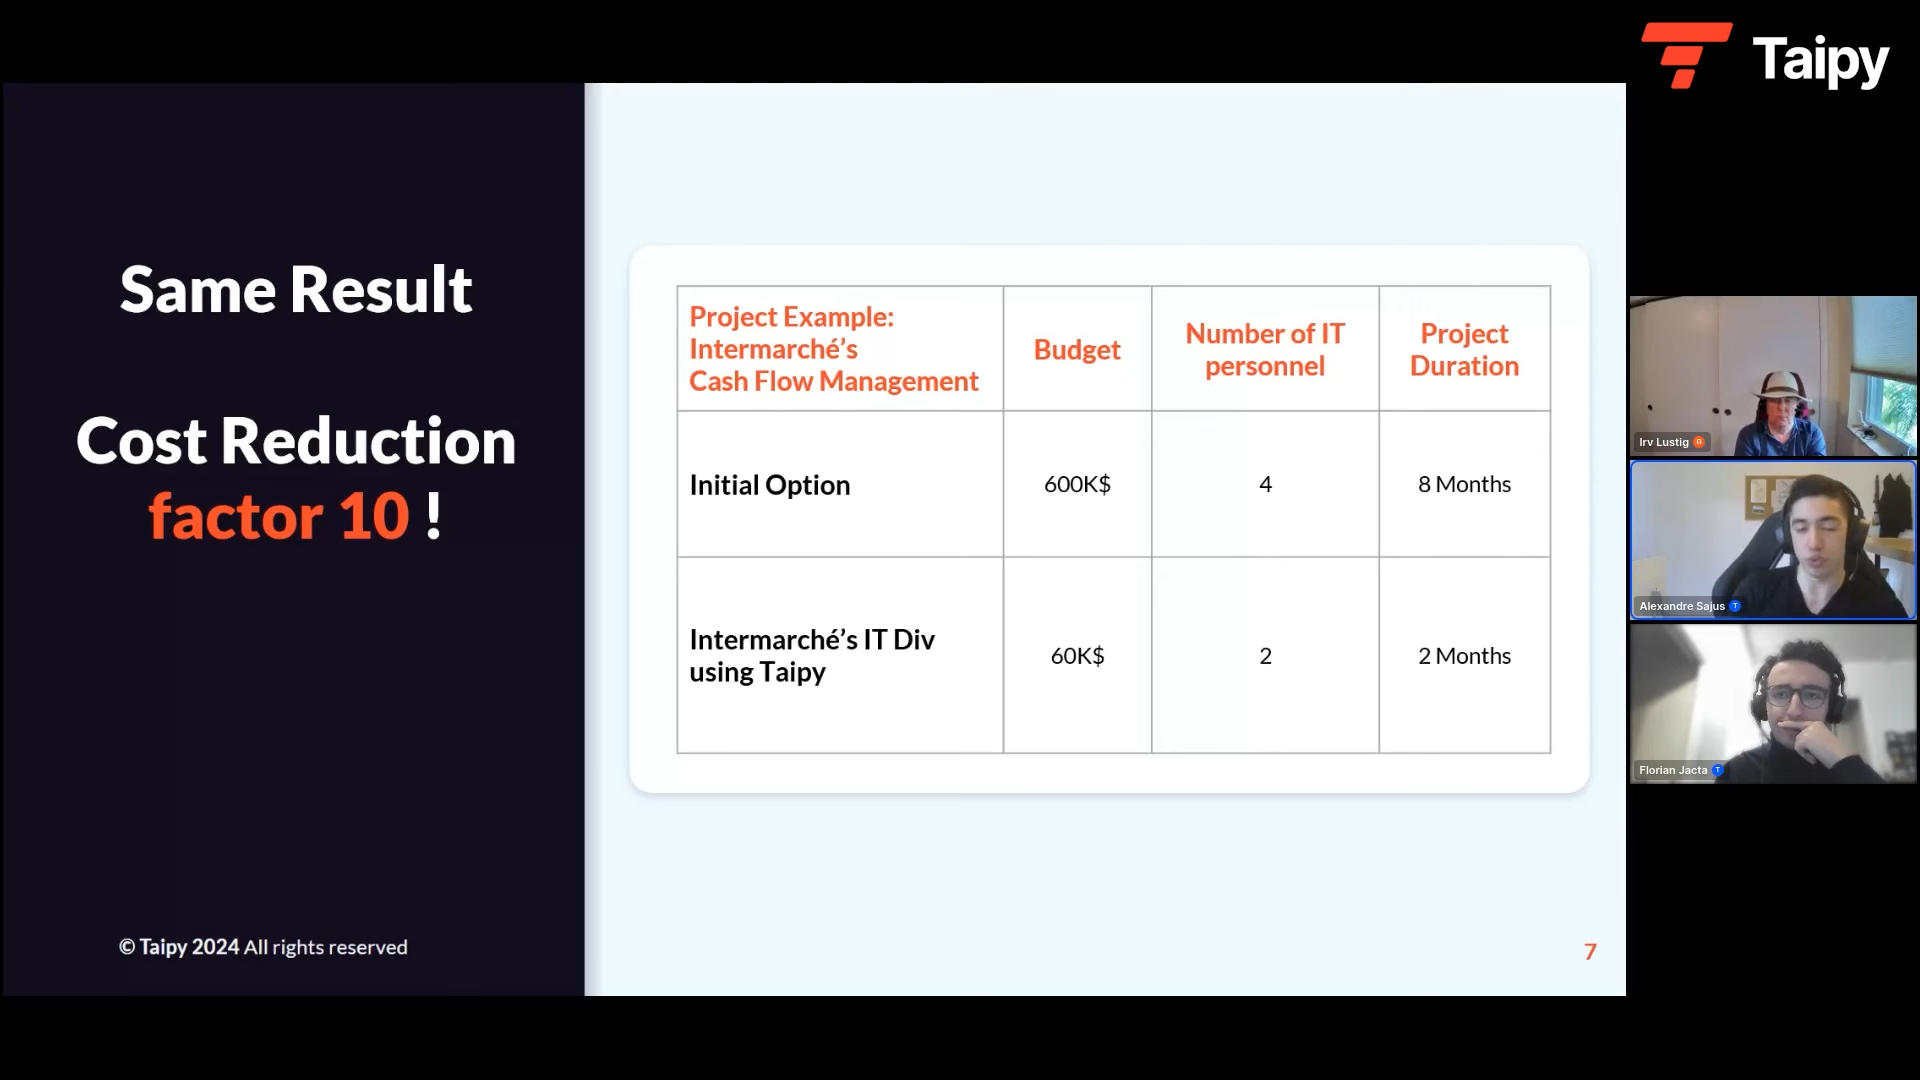 Taipy
Same Result
Cost Reduction
factor 10 !
© Taipy 2024 All rights reserved
Project Example:
Intermarché’s
Cash Flow Management
Budget
Number of IT
personnel
Project
Duration
Initial Option
600K$
4
8 Months
Intermarché’s IT Div
using Taipy
60K$
2
2 Months
7
Irv Lustig
Alexandre Sajus
Florian Jacta